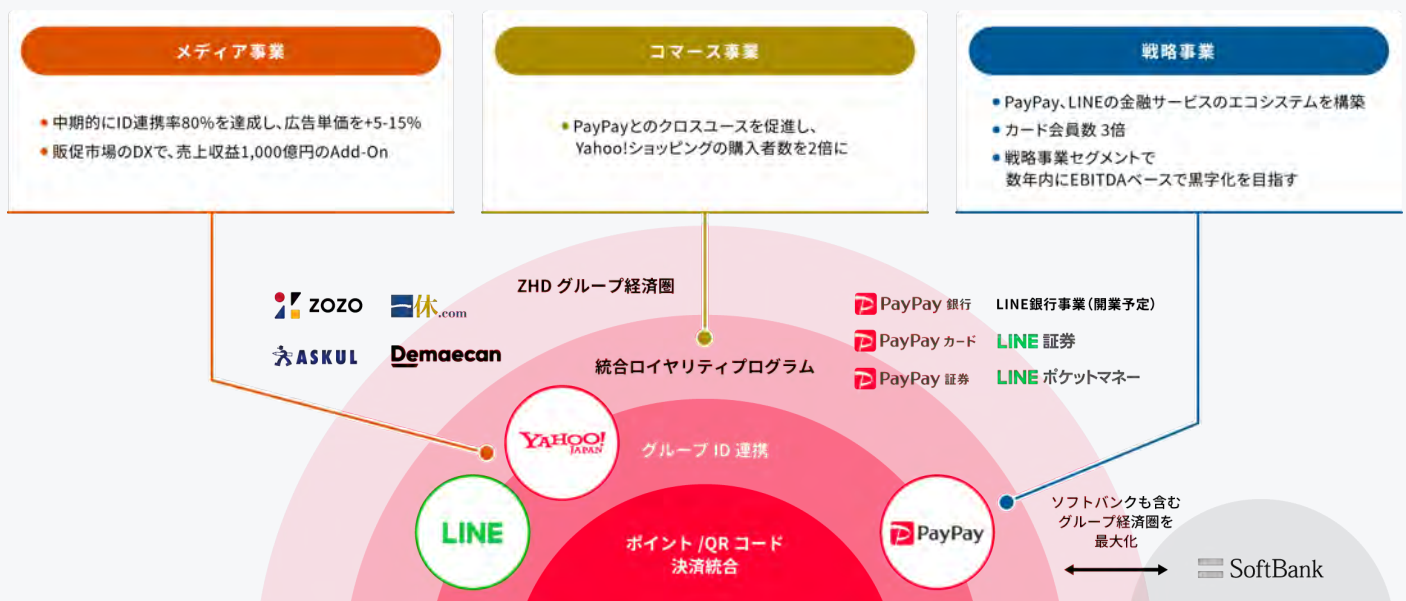 メディア事業
• 中期的にID連携率80%を達成し、広告単価を+5-15%
• 販促市場のDXで、売上収益1,000億円のAdd-On
コマース事業
• PayPayとのクロスユースを促進し、
Yahoo!ショッピングの購入者数を2倍に
戦略事業
• PayPay、LINEの金融サービスのエコシステムを構築
• カード会員数 3倍
• 戦略事業セグメントで
数年内にEBITDAベースで黒字化を目指す
ZHD グループ経済圏
ZOZO
一休.com
ASKUL
Demaecan
PayPay 銀行
LINE銀行事業(開業予定)
PayPay カード
LINE 証券
PayPay 証券
LINE ポケットマネー
統合ロイヤリティプログラム
YAHOO!
JAPAN
グループ ID 連携
LINE
ポイント /QR コード
決済統合
PayPay
ソフトバンクも含む
グループ経済圏を
最大化
SoftBank